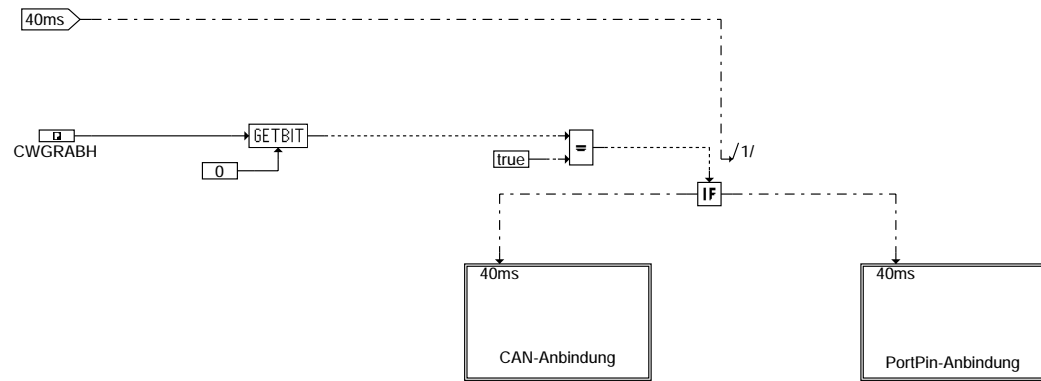 40ms
CWGRABH
GETBIT
0
true
=
/1/
IF
40ms
CAN-Anbindung
40ms
PortPin-Anbindung